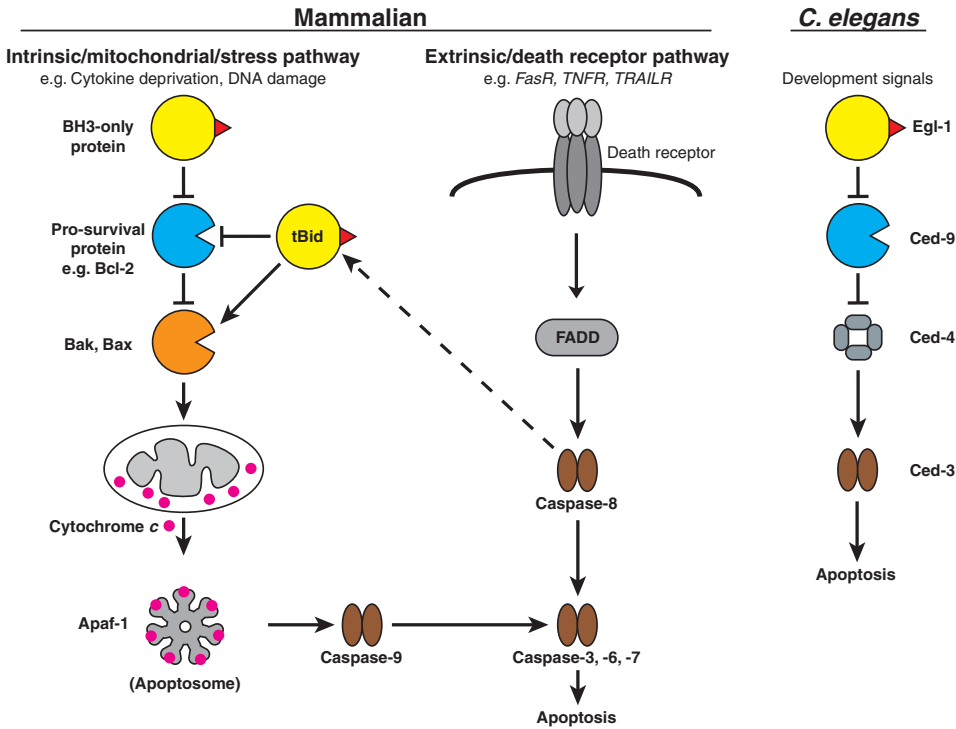 Mammalian
C. elegans
Intrinsic/mitochondrial/stress pathway
e.g. Cytokine deprivation, DNA damage
Extrinsic/death receptor pathway
e.g. FasR, TNFR, TRAILR
Development signals
BH3-only
protein
Death receptor
Egl-1
Pro-survival
protein
e.g. Bcl-2
tBid
Ced-9
Bak, Bax
FADD
Ced-4
Caspase-8
Ced-3
Cytochrome c
Apoptosis
Apaf-1
(Apoptosome)
Caspase-9
Caspase-3, -6, -7
Apoptosis